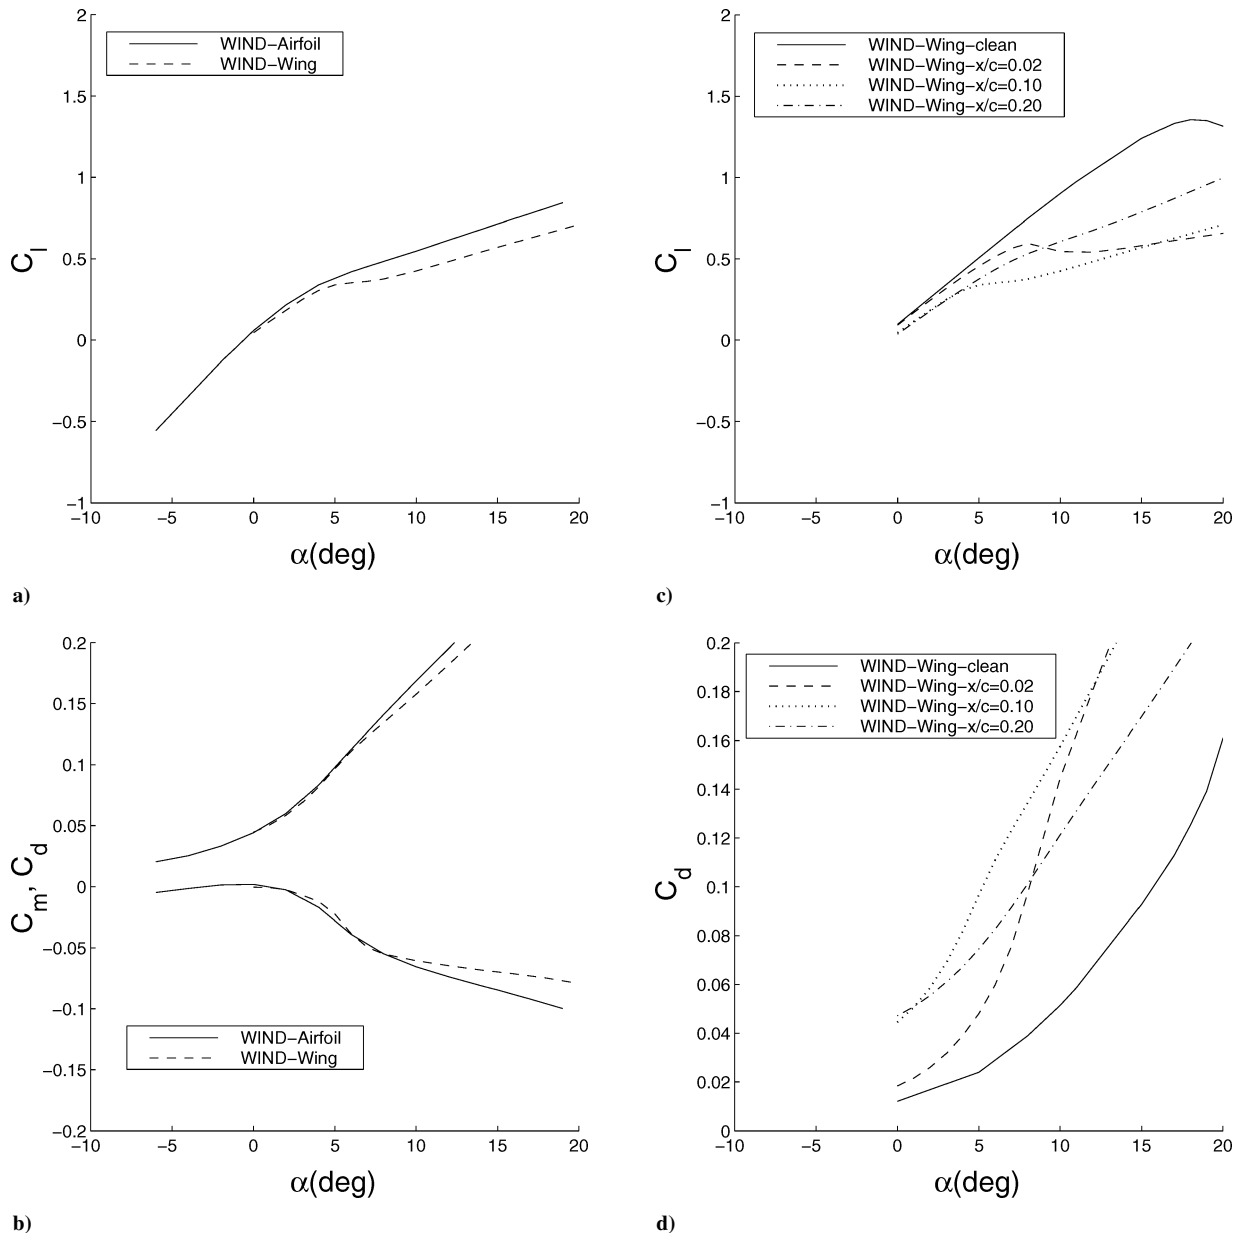 2
1.5
1
0.5
0
−0.5
−1
−10
−5
0
5
10
15
20
C_l
α(deg)
WIND−Airfoil
WIND−Wing
a)
2
1.5
1
0.5
0
−0.5
−1
−10
−5
0
5
10
15
20
C_l
α(deg)
WIND−Wing−clean
WIND−Wing−x/c=0.02
WIND−Wing−x/c=0.10
WIND−Wing−x/c=0.20
c)
0.2
0.15
0.1
0.05
0
−0.05
−0.1
−0.15
−0.2
−10
−5
0
5
10
15
20
C_m, C_d
α(deg)
WIND−Airfoil
WIND−Wing
b)
0.2
0.18
0.16
0.14
0.12
0.1
0.08
0.06
0.04
0.02
0
−10
−5
0
5
10
15
20
C_d
α(deg)
WIND−Wing−clean
WIND−Wing−x/c=0.02
WIND−Wing−x/c=0.10
WIND−Wing−x/c=0.20
d)